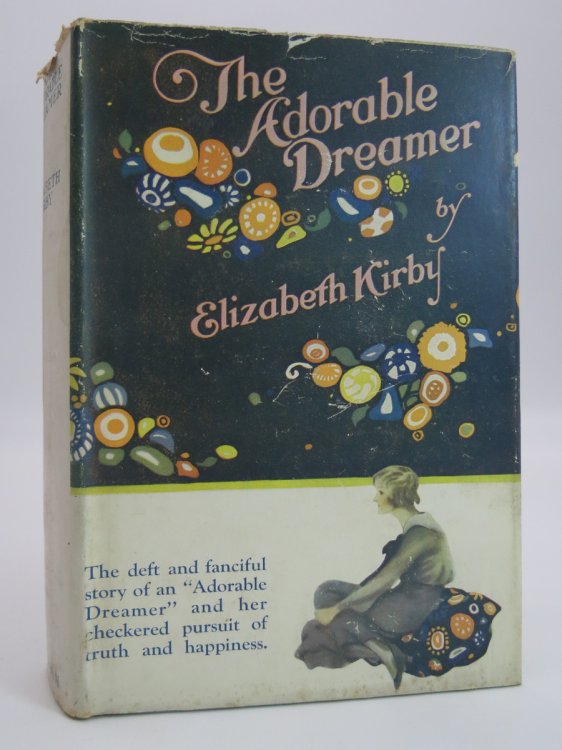 The
Adorable
Dreamer
by
Elizabeth Kirby
The deft and fanciful
story of an “Adorable
Dreamer” and her
checkered pursuit of
truth and happiness.